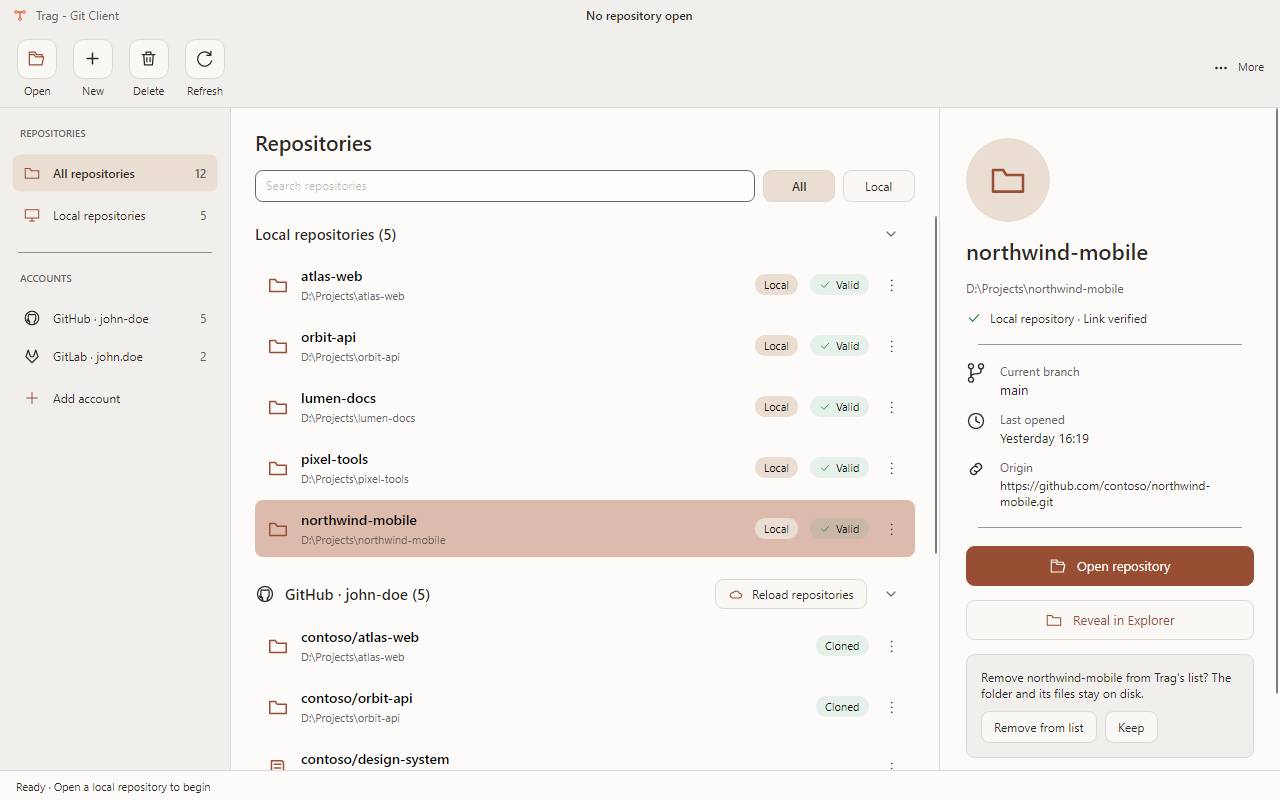 Trag - Git Client
No repository open
Open
New
Delete
Refresh
More
REPOSITORIES
All repositories 12
Local repositories 5
ACCOUNTS
GitHub · john-doe 5
GitLab · john.doe 2
Add account
Repositories
Search repositories
All
Local
Local repositories (5)
atlas-web
D:\Projects\atlas-web
Local
Valid
orbit-api
D:\Projects\orbit-api
Local
Valid
lumen-docs
D:\Projects\lumen-docs
Local
Valid
pixel-tools
D:\Projects\pixel-tools
Local
Valid
northwind-mobile
D:\Projects\northwind-mobile
Local
Valid
GitHub · john-doe (5)
Reload repositories
contoso/atlas-web
D:\Projects\atlas-web
Cloned
contoso/orbit-api
D:\Projects\orbit-api
Cloned
contoso/design-system
northwind-mobile
D:\Projects\northwind-mobile
Local repository · Link verified
Current branch
main
Last opened
Yesterday 16:19
Origin
https://github.com/contoso/northwind-
mobile.git
Open repository
Reveal in Explorer
Remove northwind-mobile from Trag's list? The
folder and its files stay on disk.
Remove from list
Keep
Ready · Open a local repository to begin